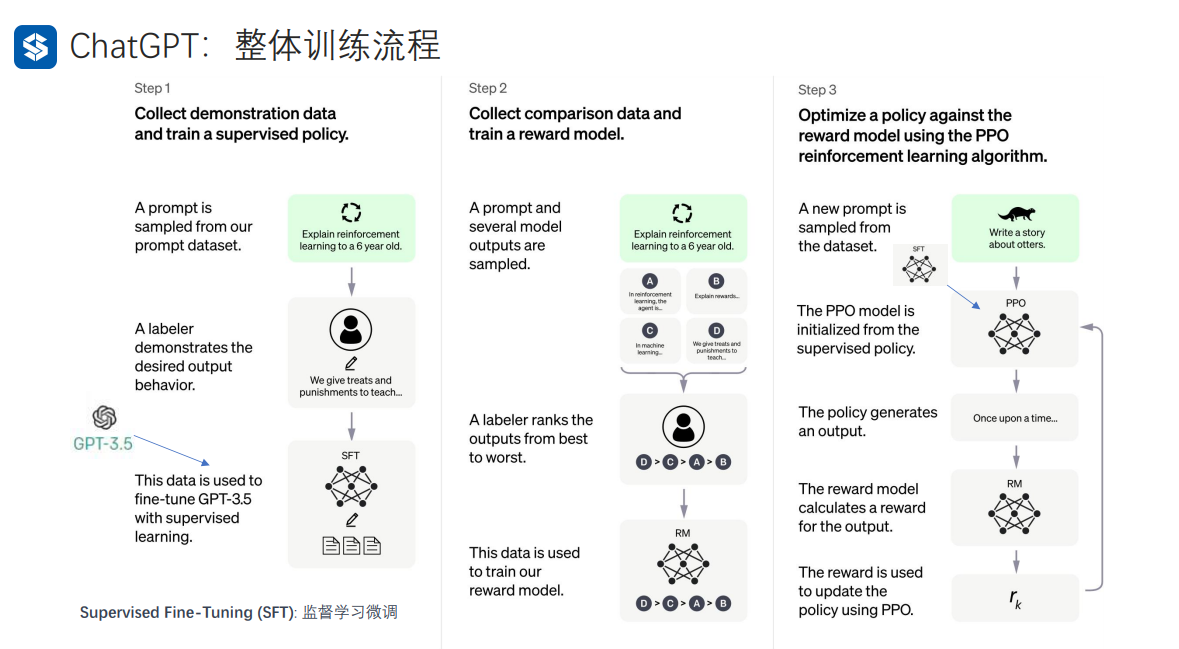 ChatGPT： 整体训练流程
Step 1
Collect demonstration data
and train a supervised policy.
A prompt is
sampled from our
prompt dataset.
Explain reinforcement
learning to a 6 year old.
A labeler
demonstrates the
desired output
behavior.
We give treats and
punishments to teach...
GPT-3.5
This data is used to
fine-tune GPT-3.5
with supervised
learning.
SFT
Supervised Fine-Tuning (SFT): 监督学习微调
Step 2
Collect comparison data and
train a reward model.
A prompt and
several model
outputs are
sampled.
Explain reinforcement
learning to a 6 year old.
A
In reinforcement
learning, the
agent is...
B
Explain rewards...
C
In machine
learning...
D
We give treats and
punishments to
teach...
A labeler ranks the
outputs from best
to worst.
D > C > A > B
This data is used
to train our
reward model.
RM
D > C > A > B
Step 3
Optimize a policy against the
reward model using the PPO
reinforcement learning algorithm.
A new prompt is
sampled from
the dataset.
Write a story
about otters.
SFT
The PPO model is
initialized from the
supervised policy.
PPO
The policy generates
an output.
Once upon a time...
The reward model
calculates a reward
for the output.
RM
The reward is used
to update the
policy using PPO.
rk